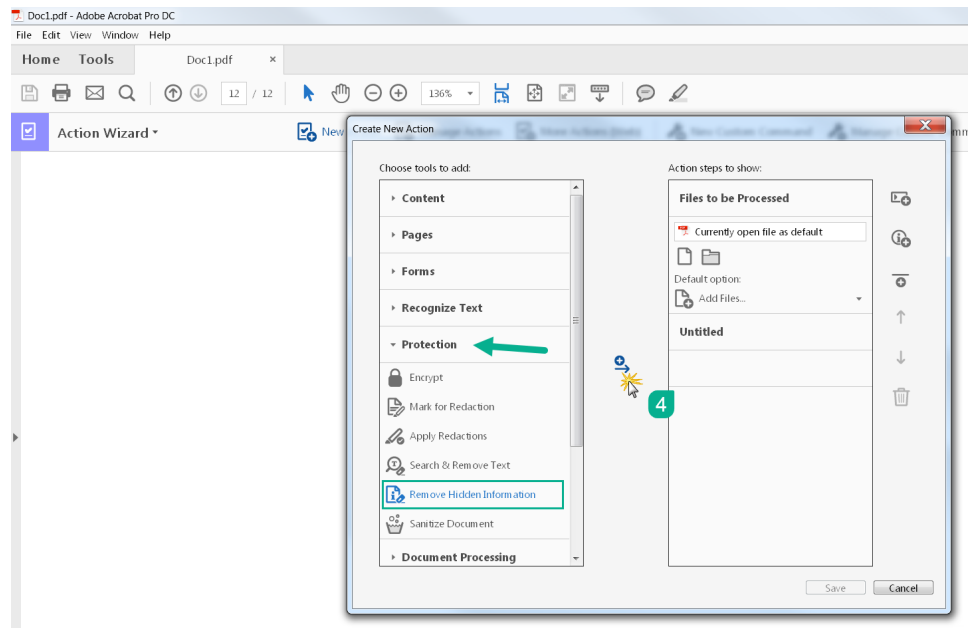 Doc1.pdf - Adobe Acrobat Pro DC
File Edit View Window Help
Home Tools Doc1.pdf ×
12 / 12 136%
Action Wizard New
Create New Action X
Choose tools to add:
Content
Pages
Forms
Recognize Text
Protection
Encrypt
Mark for Redaction
Apply Redactions
Search & Remove Text
Remove Hidden Information
Sanitize Document
Document Processing
4
Action steps to show:
Files to be Processed
Currently open file as default
Default option:
Add Files...
Untitled
Save Cancel